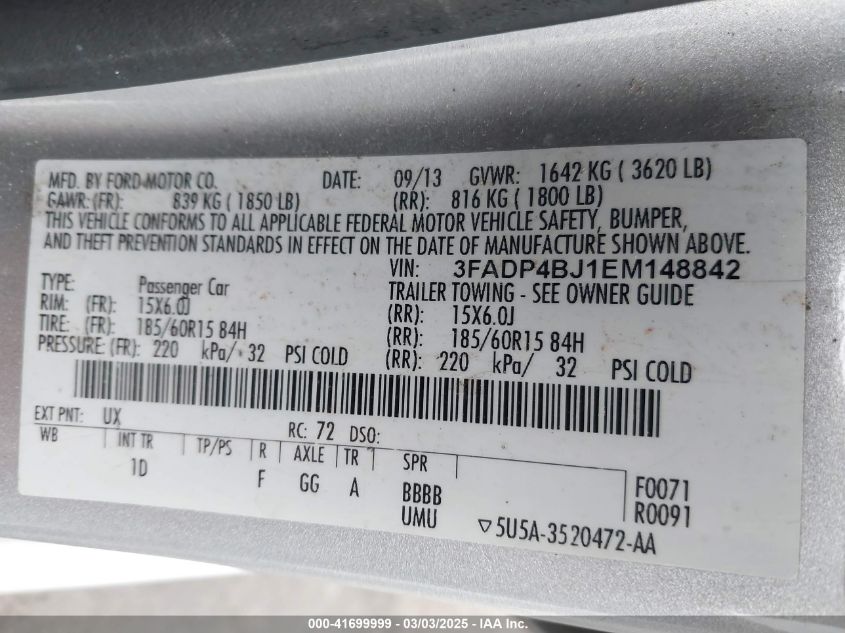 MFD. BY FORD MOTOR CO. DATE: 09/13 GVWR: 1642 KG ( 3620 LB)
GAWR: (FR): 839 KG ( 1850 LB) (RR): 816 KG ( 1800 LB)
THIS VEHICLE CONFORMS TO ALL APPLICABLE FEDERAL MOTOR VEHICLE SAFETY, BUMPER,
AND THEFT PREVENTION STANDARDS IN EFFECT ON THE DATE OF MANUFACTURE SHOWN ABOVE.
VIN: 3FADP4BJ1EM148842
TYPE: Passenger Car TRAILER TOWING - SEE OWNER GUIDE
RIM: (FR): 15X6.0J (RR): 15X6.0J
TIRE: (FR): 185/60R15 84H (RR): 185/60R15 84H
PRESSURE: (FR): 220 kPa/ 32 PSI COLD (RR): 220 kPa/ 32 PSI COLD
EXT PNT: UX RC: 72 DSO:
WB INT TR TP/PS R AXLE TR SPR
1D F GG A BBBB F0071
UMU R0091
▽5U5A-3520472-AA
000-41699999 - 03/03/2025 - IAA Inc.